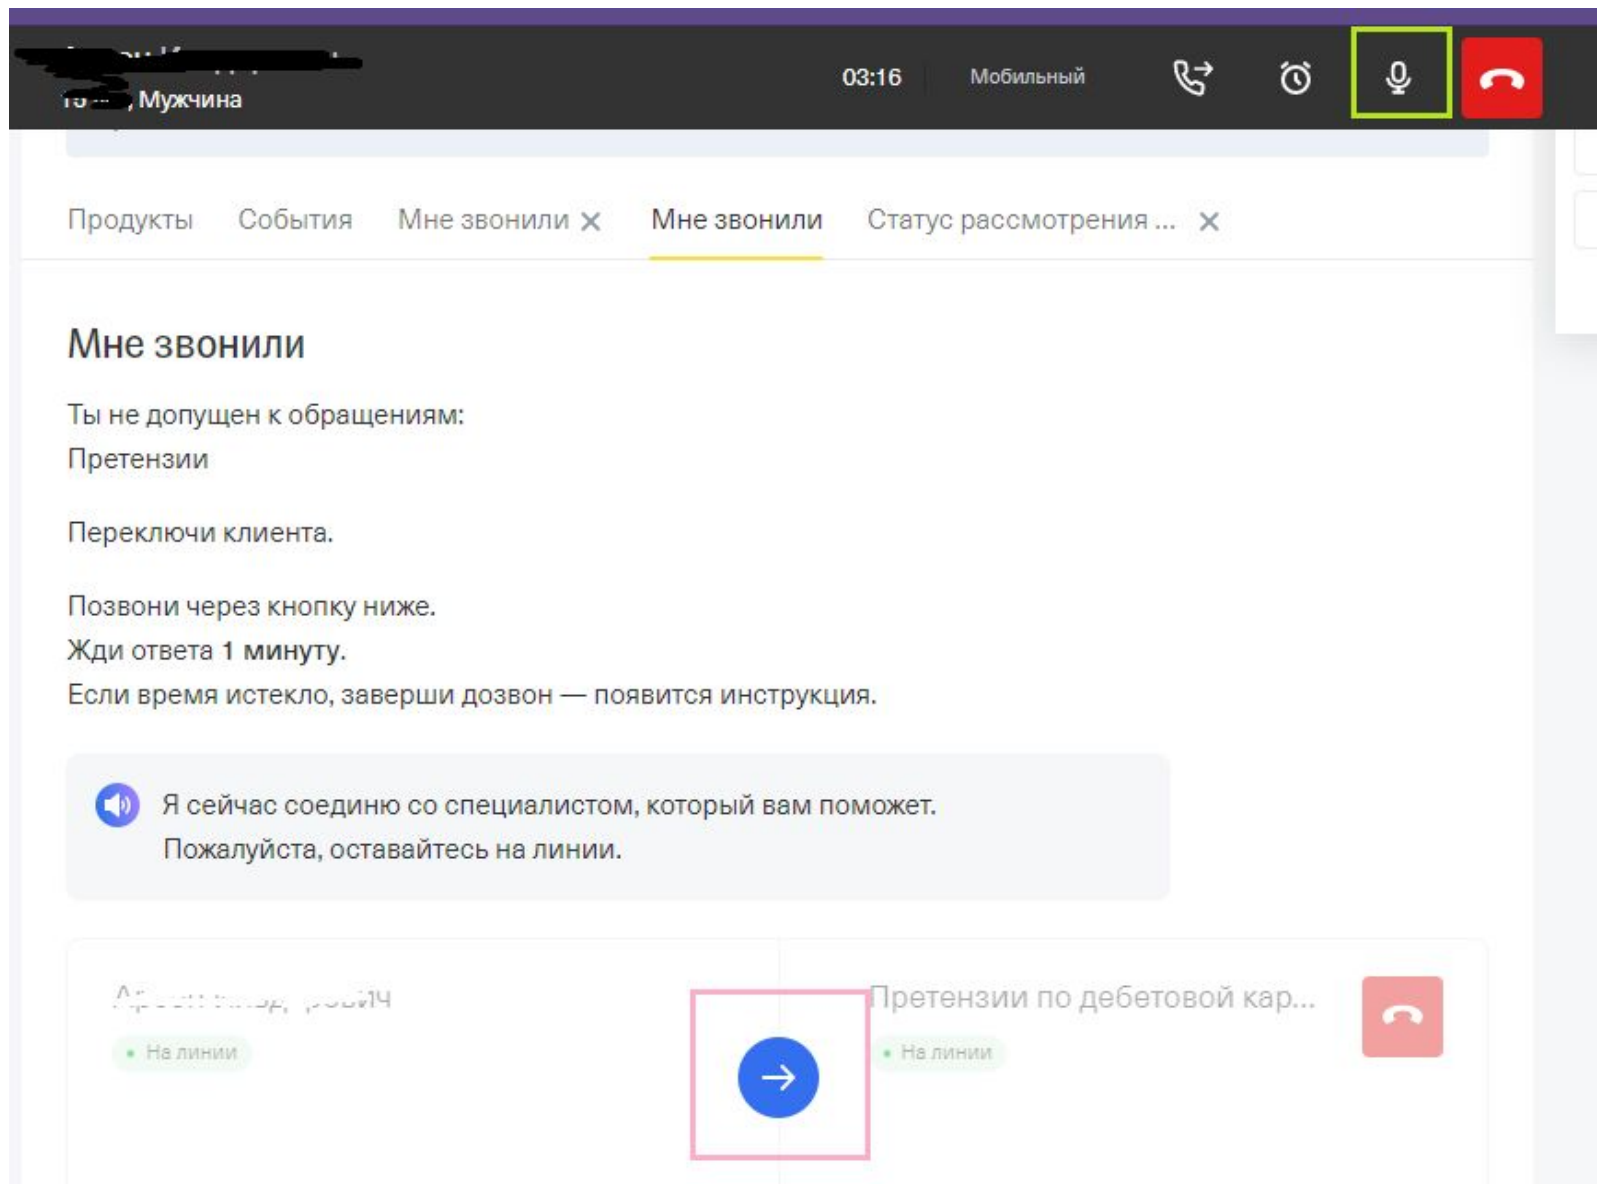 03:16
Мобильный
, Мужчина
Продукты События Мне звонили Мне звонили Статус рассмотрения ...
Мне звонили
Ты не допущен к обращениям:
Претензии
Переключи клиента.
Позвони через кнопку ниже.
Жди ответа 1 минуту.
Если время истекло, заверши дозвон — появится инструкция.
Я сейчас соединю со специалистом, который вам поможет.
Пожалуйста, оставайтесь на линии.
Претензии по дебетовой кар...
На линии
На линии